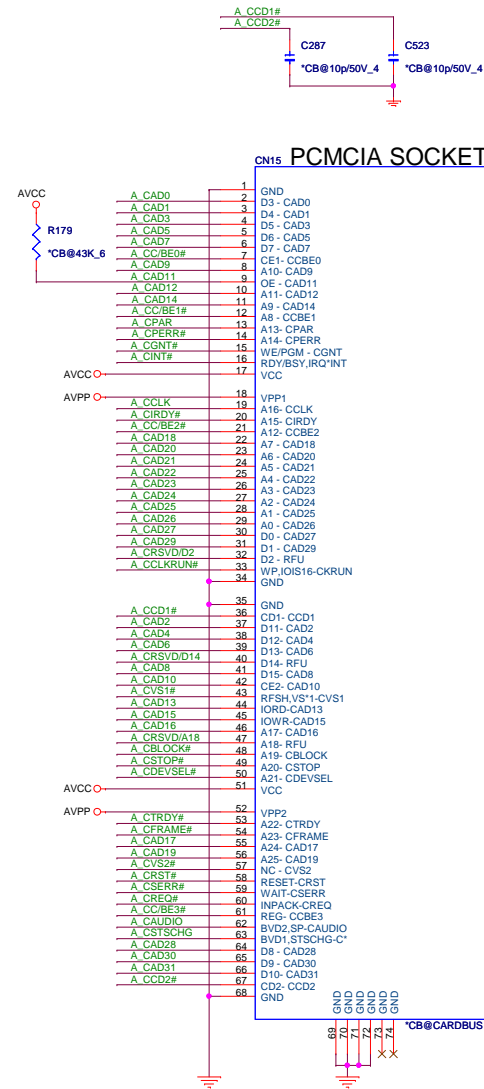 A_CCD1#
A_CCD2#
C287
*CB@10p/50V_4
C523
*CB@10p/50V_4
CN15 PCMCIA SOCKET
AVCC
R179
*CB@43K_6
1 GND
A_CAD0 2 D3 - CAD0
A_CAD1 3 D4 - CAD1
A_CAD3 4 D5 - CAD3
A_CAD5 5 D6 - CAD5
A_CAD7 6 D7 - CAD7
A_CC/BE0# 7 CE1- CCBE0
A_CAD9 8 A10- CAD9
A_CAD11 9 OE - CAD11
A_CAD12 10 A11- CAD12
A_CAD14 11 A9 - CAD14
A_CC/BE1# 12 A8 - CCBE1
A_CPAR 13 A13- CPAR
A_CPERR# 14 A14- CPERR
A_CGNT# 15 WE/PGM - CGNT
A_CINT# 16 RDY/BSY,IRQ*INT
AVCC 17 VCC
AVPP 18 VPP1
A_CCLK 19 A16- CCLK
A_CIRDY# 20 A15- CIRDY
A_CC/BE2# 21 A12- CCBE2
A_CAD18 22 A7 - CAD18
A_CAD20 23 A6 - CAD20
A_CAD21 24 A5 - CAD21
A_CAD22 25 A4 - CAD22
A_CAD23 26 A3 - CAD23
A_CAD24 27 A2 - CAD24
A_CAD25 28 A1 - CAD25
A_CAD26 29 A0 - CAD26
A_CAD27 30 D0 - CAD27
A_CAD29 31 D1 - CAD29
A_CRSVD/D2 32 D2 - RFU
A_CCLKRUN# 33 WP,IOIS16-CKRUN
34 GND
35 GND
A_CCD1# 36 CD1- CCD1
A_CAD2 37 D11- CAD2
A_CAD4 38 D12- CAD4
A_CAD6 39 D13- CAD6
A_CRSVD/D14 40 D14- RFU
A_CAD8 41 D15- CAD8
A_CAD10 42 CE2- CAD10
A_CVS1# 43 RFSH,VS*1-CVS1
A_CAD13 44 IORD-CAD13
A_CAD15 45 IOWR-CAD15
A_CAD16 46 A17- CAD16
A_CRSVD/A18 47 A18- RFU
A_CBLOCK# 48 A19- CBLOCK
A_CSTOP# 49 A20- CSTOP
A_CDEVSEL# 50 A21- CDEVSEL
AVCC 51 VCC
AVPP 52 VPP2
A_CTRDY# 53 A22- CTRDY
A_CFRAME# 54 A23- CFRAME
A_CAD17 55 A24- CAD17
A_CAD19 56 A25- CAD19
A_CVS2# 57 NC - CVS2
A_CRST# 58 RESET-CRST
A_CSERR# 59 WAIT-CSERR
A_CREQ# 60 INPACK-CREQ
A_CC/BE3# 61 REG- CCBE3
A_CAUDIO 62 BVD2,SP-CAUDIO
A_CSTSCHG 63 BVD1,STSCHG-C*
A_CAD28 64 D8 - CAD28
A_CAD30 65 D9 - CAD30
A_CAD31 66 D10- CAD31
A_CCD2# 67 CD2- CCD2
68 GND
GND GND GND GND GND GND
69 70 71 72 73 74
*CB@CARDBUS